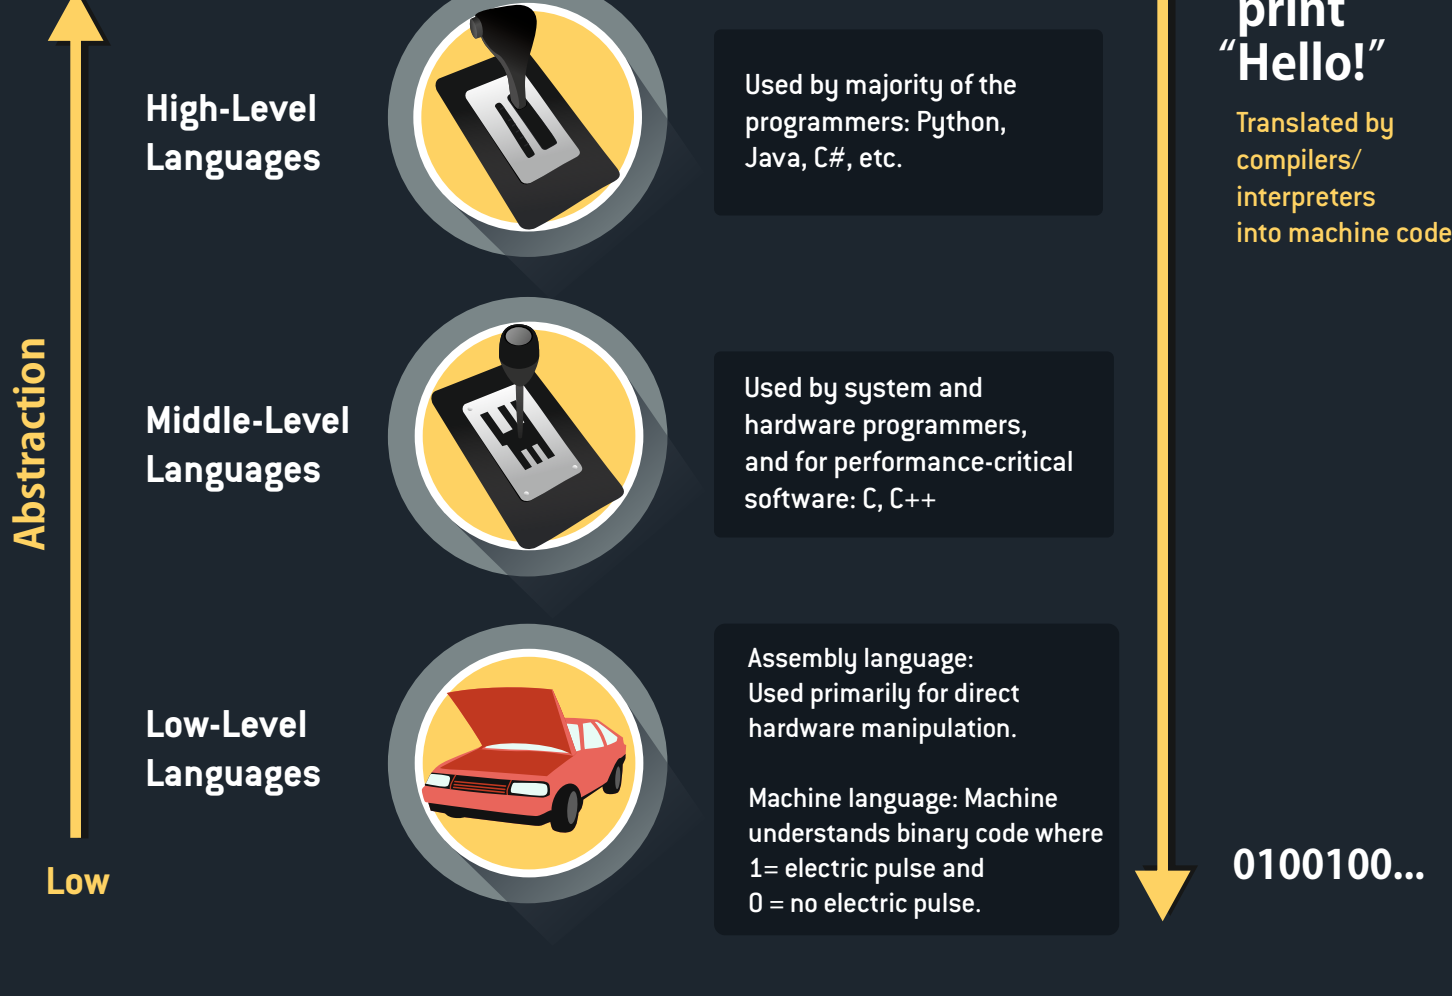 print
“Hello!”
High-Level
Languages
Used by majority of the
programmers: Python,
Java, C#, etc.
Translated by
compilers/
interpreters
into machine code
Abstraction
Middle-Level
Languages
Used by system and
hardware programmers,
and for performance-critical
software: C, C++
Low-Level
Languages
Assembly language:
Used primarily for direct
hardware manipulation.
Machine language: Machine
understands binary code where
1= electric pulse and
0 = no electric pulse.
Low
0100100...